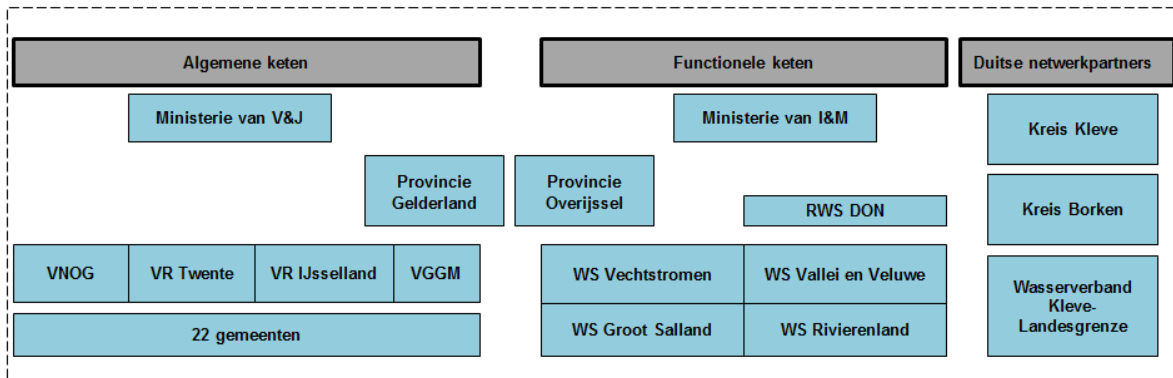 Algemene keten
Functionele keten
Duitse netwerkpartners
Ministerie van V&J
Ministerie van I&M
Kreis Kleve
Provincie
Gelderland
Provincie
Overijssel
RWS DON
Kreis Borken
VNOG
VR Twente
VR IJsselland
VGGM
WS Vechtstromen
WS Vallei en Veluwe
Wasserverband
Kleve-
Landesgrenze
22 gemeenten
WS Groot Salland
WS Rivierenland